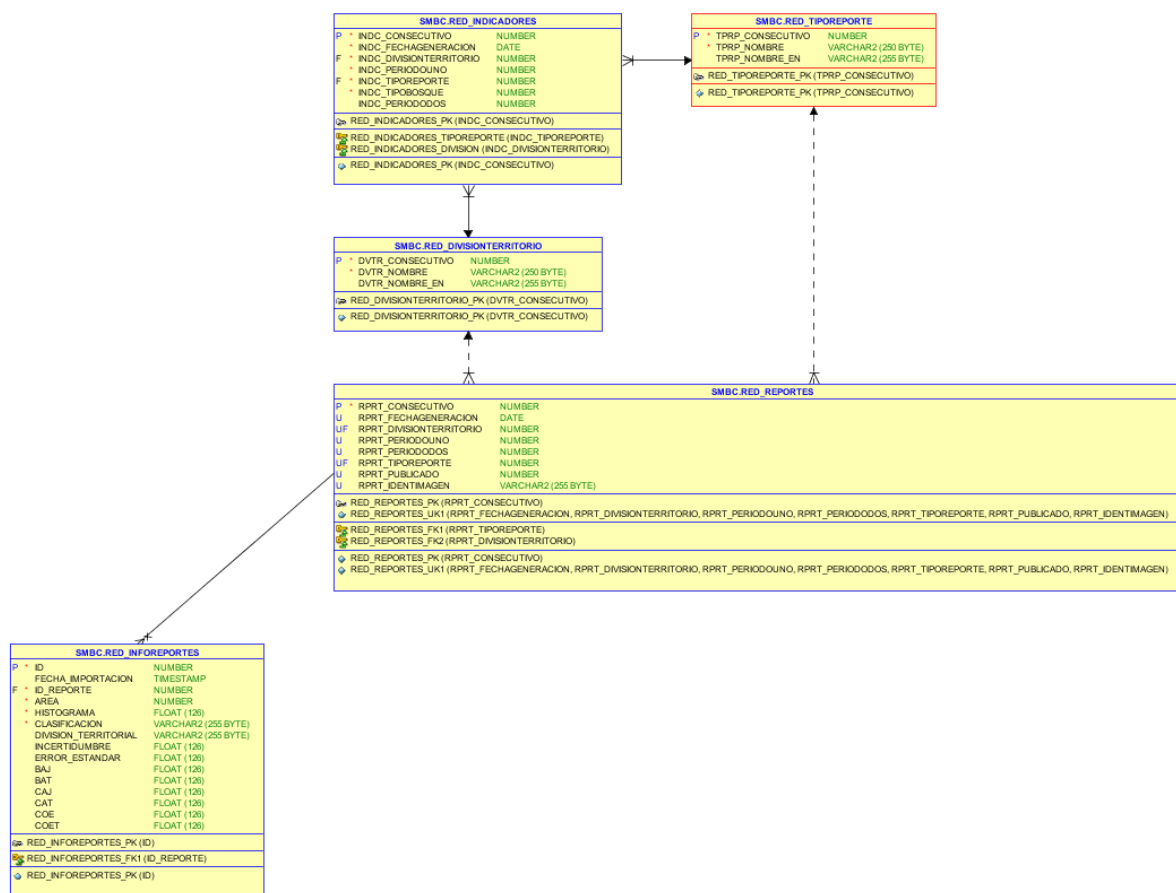 SMBC.RED_INDICADORES
P * INDC_CONSECUTIVO NUMBER
* INDC_FECHAGENERACION DATE
F * INDC_DIVISIONTERRITORIO NUMBER
* INDC_PERIODOUNO NUMBER
F * INDC_TIPOREPORTE NUMBER
* INDC_TIPOBOSQUE NUMBER
INDC_PERIODODOS NUMBER
RED_INDICADORES_PK (INDC_CONSECUTIVO)
RED_INDICADORES_TIPOREPORTE (INDC_TIPOREPORTE)
RED_INDICADORES_DIVISION (INDC_DIVISIONTERRITORIO)
RED_INDICADORES_PK (INDC_CONSECUTIVO)
SMBC.RED_TIPOREPORTE
P * TPRP_CONSECUTIVO NUMBER
* TPRP_NOMBRE VARCHAR2 (250 BYTE)
TPRP_NOMBRE_EN VARCHAR2 (255 BYTE)
RED_TIPOREPORTE_PK (TPRP_CONSECUTIVO)
RED_TIPOREPORTE_PK (TPRP_CONSECUTIVO)
SMBC.RED_DIVISIONTERRITORIO
P * DVTR_CONSECUTIVO NUMBER
* DVTR_NOMBRE VARCHAR2 (250 BYTE)
DVTR_NOMBRE_EN VARCHAR2 (255 BYTE)
RED_DIVISIONTERRITORIO_PK (DVTR_CONSECUTIVO)
RED_DIVISIONTERRITORIO_PK (DVTR_CONSECUTIVO)
SMBC.RED_REPORTES
P * RPRT_CONSECUTIVO NUMBER
U RPRT_FECHAGENERACION DATE
UF RPRT_DIVISIONTERRITORIO NUMBER
U RPRT_PERIODOUNO NUMBER
U RPRT_PERIODODOS NUMBER
UF RPRT_TIPOREPORTE NUMBER
U RPRT_PUBLICADO NUMBER
U RPRT_IDENTIMAGEN VARCHAR2 (255 BYTE)
RED_REPORTES_PK (RPRT_CONSECUTIVO)
RED_REPORTES_UK1 (RPRT_FECHAGENERACION, RPRT_DIVISIONTERRITORIO, RPRT_PERIODOUNO, RPRT_PERIODODOS, RPRT_TIPOREPORTE, RPRT_PUBLICADO, RPRT_IDENTIMAGEN)
RED_REPORTES_FK1 (RPRT_TIPOREPORTE)
RED_REPORTES_FK2 (RPRT_DIVISIONTERRITORIO)
RED_REPORTES_PK (RPRT_CONSECUTIVO)
RED_REPORTES_UK1 (RPRT_FECHAGENERACION, RPRT_DIVISIONTERRITORIO, RPRT_PERIODOUNO, RPRT_PERIODODOS, RPRT_TIPOREPORTE, RPRT_PUBLICADO, RPRT_IDENTIMAGEN)
SMBC.RED_INFOREPORTES
P * ID NUMBER
FECHA_IMPORTACION TIMESTAMP
F * ID_REPORTE NUMBER
* AREA NUMBER
* HISTOGRAMA FLOAT (126)
* CLASIFICACION VARCHAR2 (255 BYTE)
DIVISION_TERRITORIAL VARCHAR2 (255 BYTE)
INCERTIDUMBRE FLOAT (126)
ERROR_ESTANDAR FLOAT (126)
BAJ FLOAT (126)
BAT FLOAT (126)
CAJ FLOAT (126)
CAT FLOAT (126)
COE FLOAT (126)
COET FLOAT (126)
RED_INFOREPORTES_PK (ID)
RED_INFOREPORTES_FK1 (ID_REPORTE)
RED_INFOREPORTES_PK (ID)